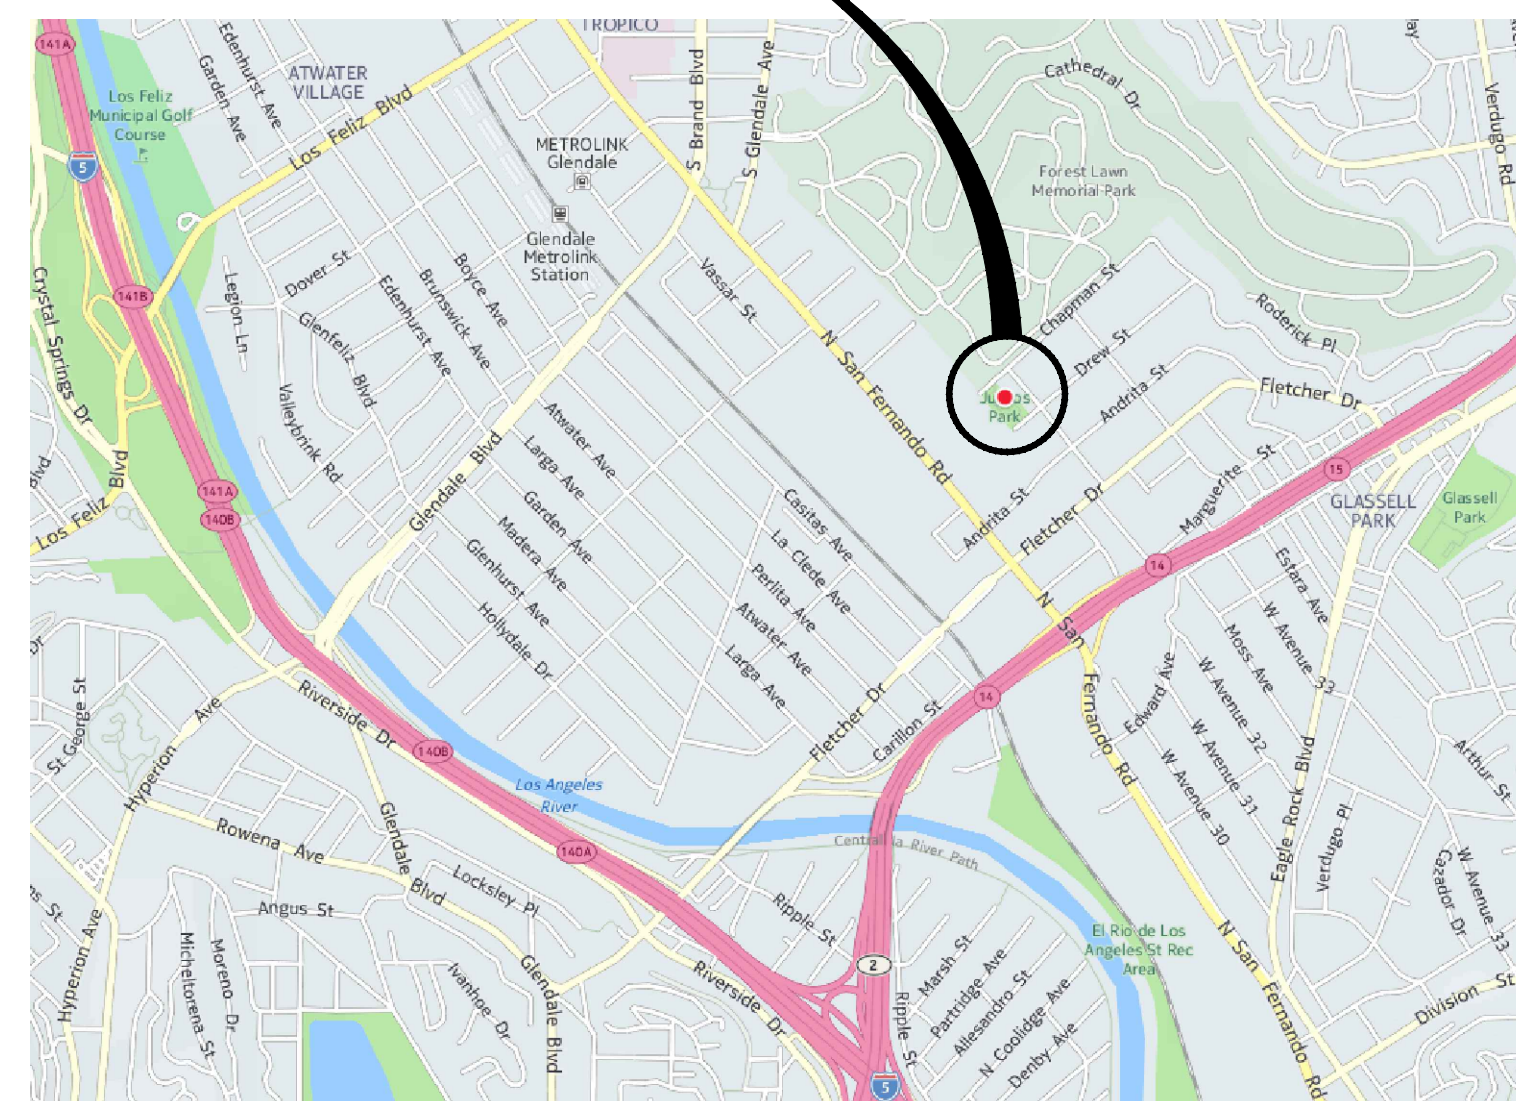 141A
TROPICO
Edenhurst Ave
Garden Ave
ATWATER
VILLAGE
Los Feliz
Municipal Golf
Course
Los Feliz Blvd
S Brand Blvd
S Glendale Ave
Cathedral Dr
Verdugo Rd
5
METROLINK
Glendale
Forest Lawn
Memorial Park
Glendale
Metrolink
Station
Crystal Springs Dr
141B
Legion Ln
Dover St
Edenhurst Ave
Brunswick Ave
Boyce Ave
Vassar St
Glenfeliz Blvd
N San Fernando Rd
Chapman St
Drew St
Andrita St
Roderick Pl
Fletcher Dr
Park
Valleybrink Rd
Atwater Ave
Larga Ave
Glendale Blvd
Garden Ave
Madera Ave
Glenhurst Ave
Hollydale Dr
Casitas Ave
La Clede Ave
Perlita Ave
Atwater Ave
Larga Ave
Andrita St
Fletcher Dr
Marguerite St
15
GLASSELL
PARK
Glassell
Park
141A
140B
Blvd
Los Feliz Blvd
14
Estara Ave
W Avenue 33
Moss Ave
W Avenue 32
W Avenue 31
W Avenue 30
Edward Ave
N San Fernando Rd
14
Dr
St George St
Hyperion Ave
Riverside Dr
140B
Fletcher Dr
Carillon St
Los Angeles
River
Eagle Rock Blvd
Verdugo Pl
Arthur St
W Avenue 33
Cazador Dr
Rowena Ave
Glendale Blvd
140A
River Path
Locksley Pl
Angus St
Ripple St
El Rio de Los
Angeles St Rec
Area
St
Hyperion Ave
Micheltorena St
Moreno Dr
Ivanhoe Dr
Glendale Blvd
Riverside Dr
2
Ripple St
Marsh St
Partridge Ave
Allesandro St
N Coolidge Ave
Denby Ave
N San Fernando Rd
Division St
5